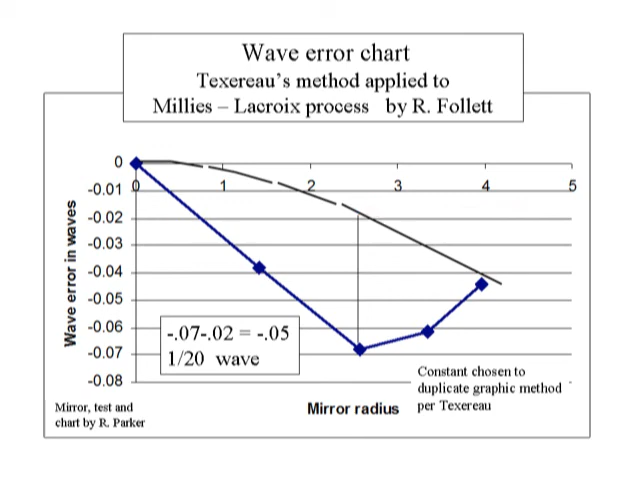 Wave error chart
Texereau's method applied to
Millies – Lacroix process by R. Follett
0
-0.01
-0.02
-0.03
-0.04
-0.05
-0.06
-0.07
-0.08
0 1 2 3 4 5
Wave error in waves
-.07-.02 = -.05
1/20 wave
Mirror radius
Constant chosen to
duplicate graphic method
per Texereau
Mirror, test and
chart by R. Parker